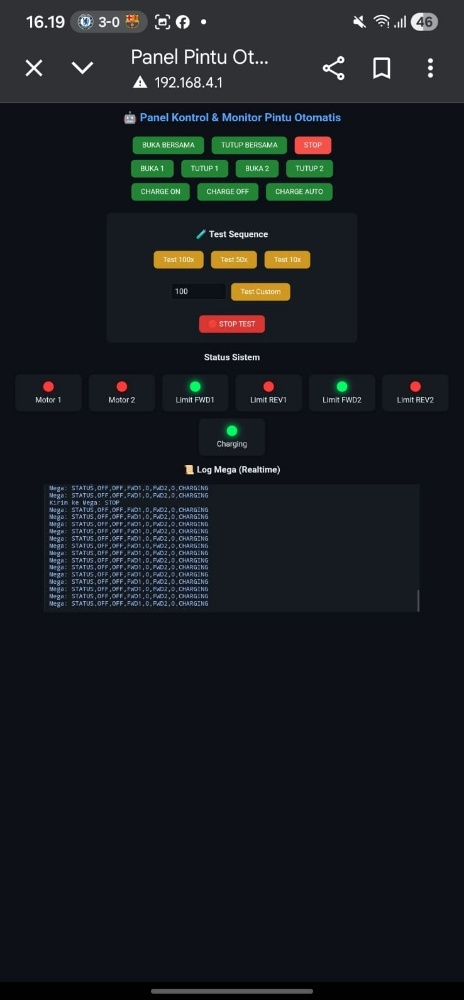 16.19 3-0 46
Panel Pintu Ot...
192.168.4.1
🤖 Panel Kontrol & Monitor Pintu Otomatis
BUKA BERSAMA TUTUP BERSAMA STOP
BUKA 1 TUTUP 1 BUKA 2 TUTUP 2
CHARGE ON CHARGE OFF CHARGE AUTO
🧪 Test Sequence
Test 100x Test 50x Test 10x
100 Test Custom
🛑 STOP TEST
Status Sistem
Motor 1 Motor 2 Limit FWD1 Limit REV1 Limit FWD2 Limit REV2
Charging
📜 Log Mega (Realtime)
Mega: STATUS,OFF,OFF,FWD1,0,FWD2,0,CHARGING
Mega: STATUS,OFF,OFF,FWD1,0,FWD2,0,CHARGING
Kirim ke Mega: STOP
Mega: STATUS,OFF,OFF,FWD1,0,FWD2,0,CHARGING
Mega: STATUS,OFF,OFF,FWD1,0,FWD2,0,CHARGING
Mega: STATUS,OFF,OFF,FWD1,0,FWD2,0,CHARGING
Mega: STATUS,OFF,OFF,FWD1,0,FWD2,0,CHARGING
Mega: STATUS,OFF,OFF,FWD1,0,FWD2,0,CHARGING
Mega: STATUS,OFF,OFF,FWD1,0,FWD2,0,CHARGING
Mega: STATUS,OFF,OFF,FWD1,0,FWD2,0,CHARGING
Mega: STATUS,OFF,OFF,FWD1,0,FWD2,0,CHARGING
Mega: STATUS,OFF,OFF,FWD1,0,FWD2,0,CHARGING
Mega: STATUS,OFF,OFF,FWD1,0,FWD2,0,CHARGING
Mega: STATUS,OFF,OFF,FWD1,0,FWD2,0,CHARGING
Mega: STATUS,OFF,OFF,FWD1,0,FWD2,0,CHARGING
Mega: STATUS,OFF,OFF,FWD1,0,FWD2,0,CHARGING
Mega: STATUS,OFF,OFF,FWD1,0,FWD2,0,CHARGING